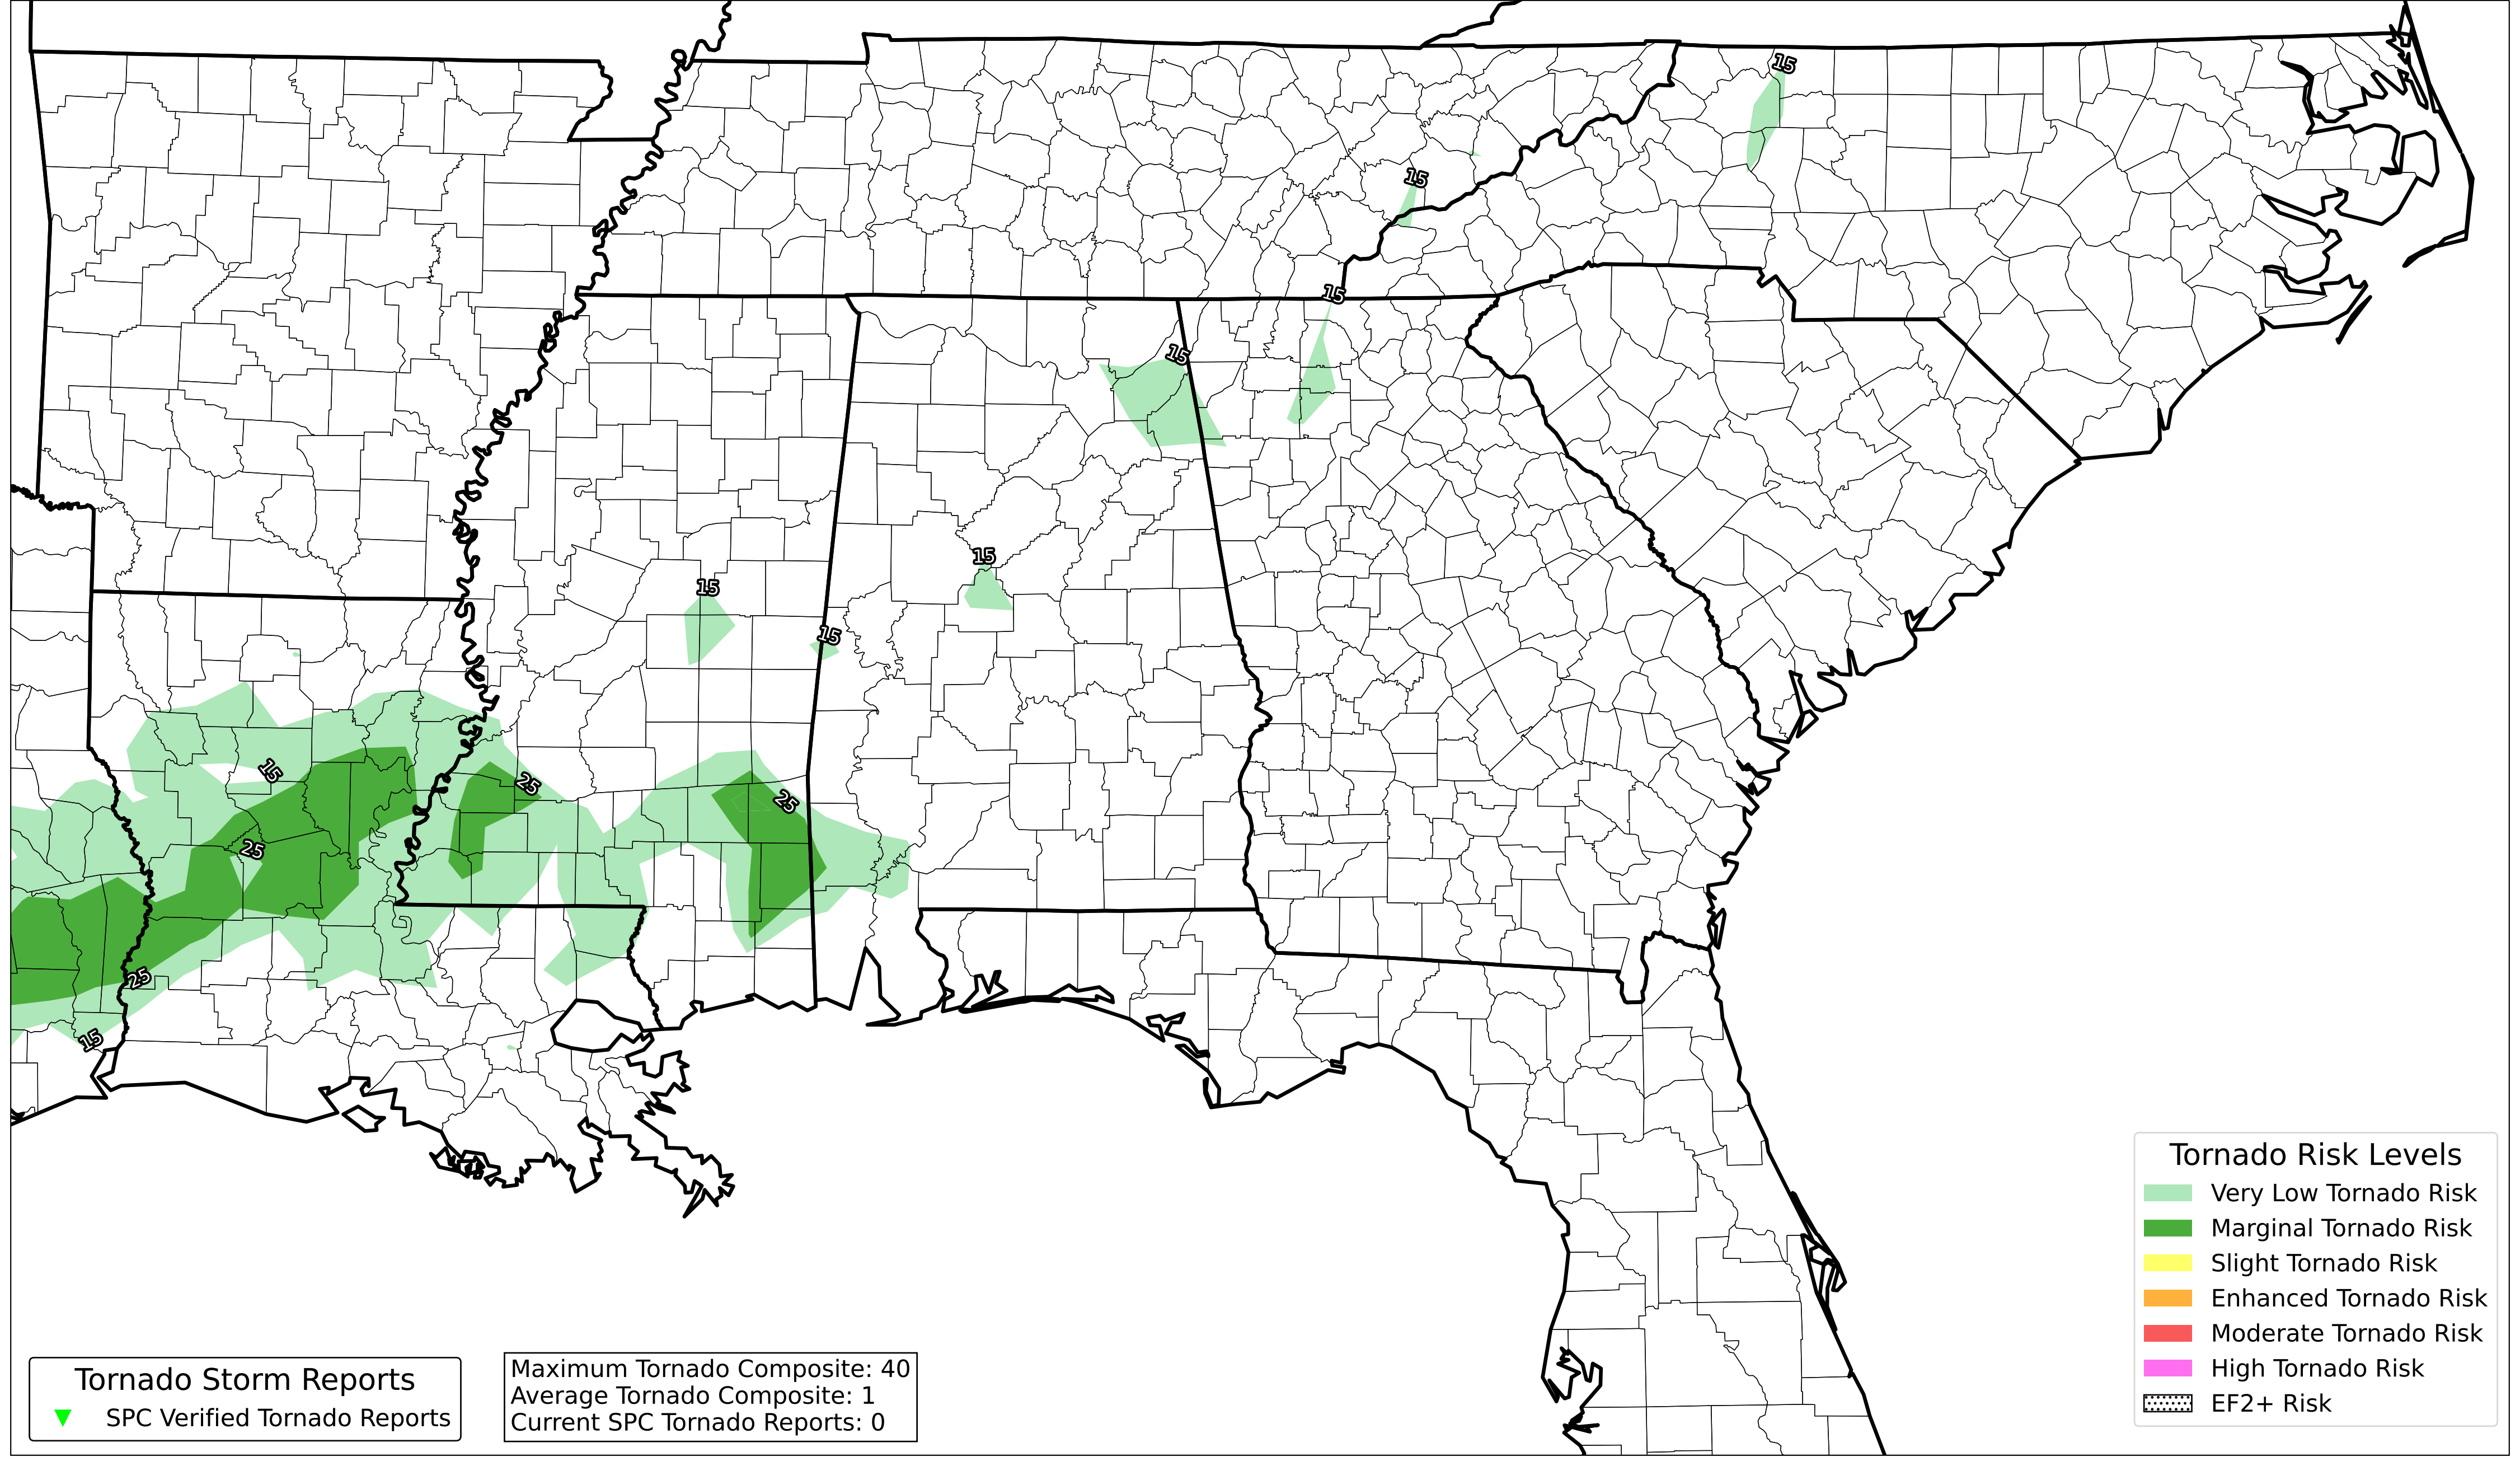 15
15
15
15
15
15
15
15
25
25
25
25
15
Tornado Risk Levels
Very Low Tornado Risk
Marginal Tornado Risk
Slight Tornado Risk
Enhanced Tornado Risk
Moderate Tornado Risk
High Tornado Risk
EF2+ Risk
Tornado Storm Reports
SPC Verified Tornado Reports
Maximum Tornado Composite: 40
Average Tornado Composite: 1
Current SPC Tornado Reports: 0